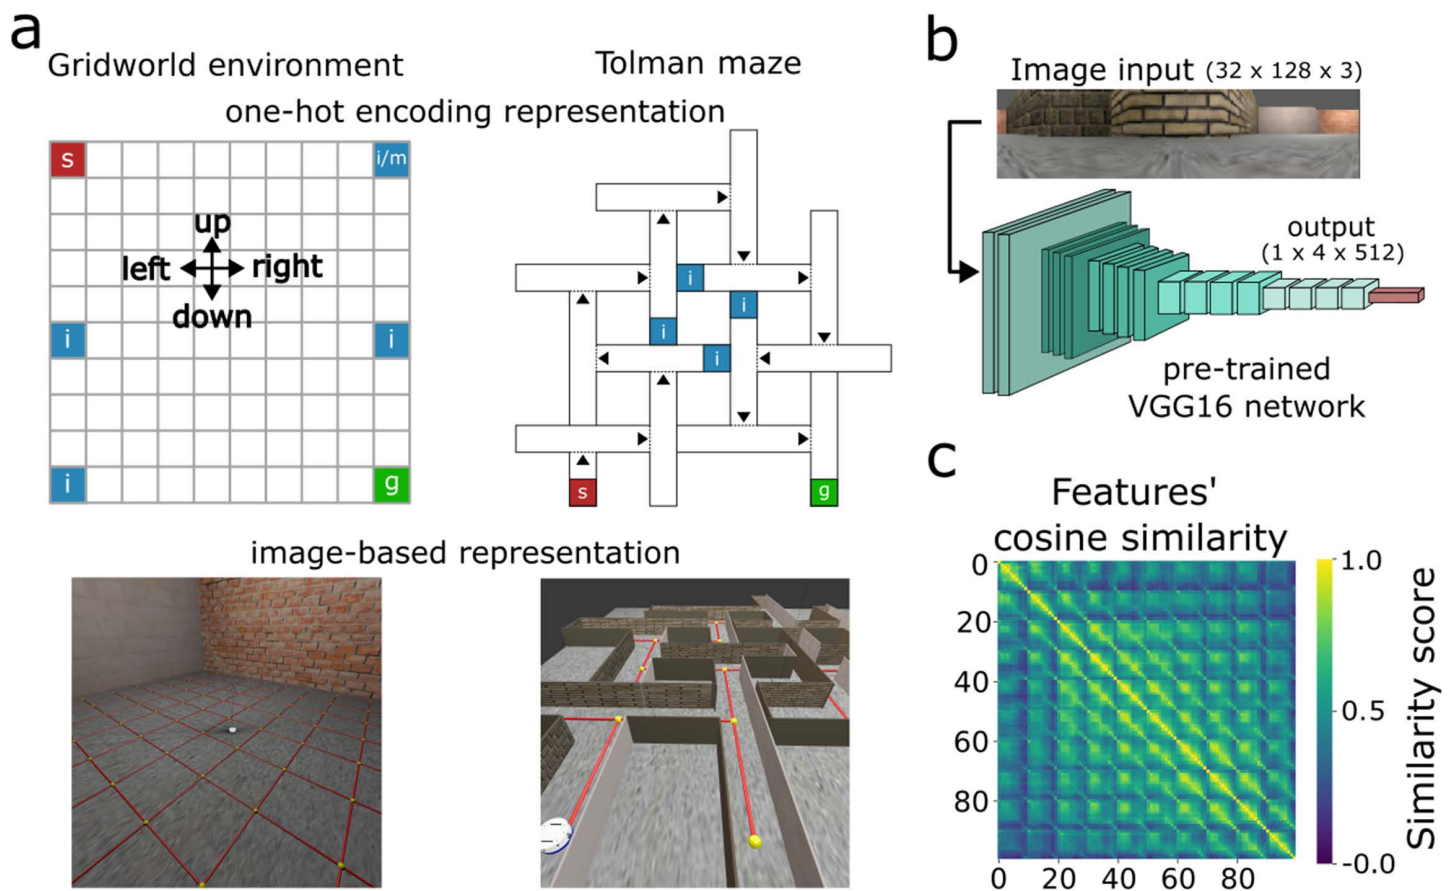 a
Gridworld environment
Tolman maze
one-hot encoding representation
s
i/m
up
left
right
down
i
i
i
g
i
i
i
i
s
g
image-based representation
b
Image input (32 x 128 x 3)
output
(1 x 4 x 512)
pre-trained
VGG16 network
c
Features'
cosine similarity
0
20
40
60
80
0 20 40 60 80
1.0
0.5
-0.0
Similarity score